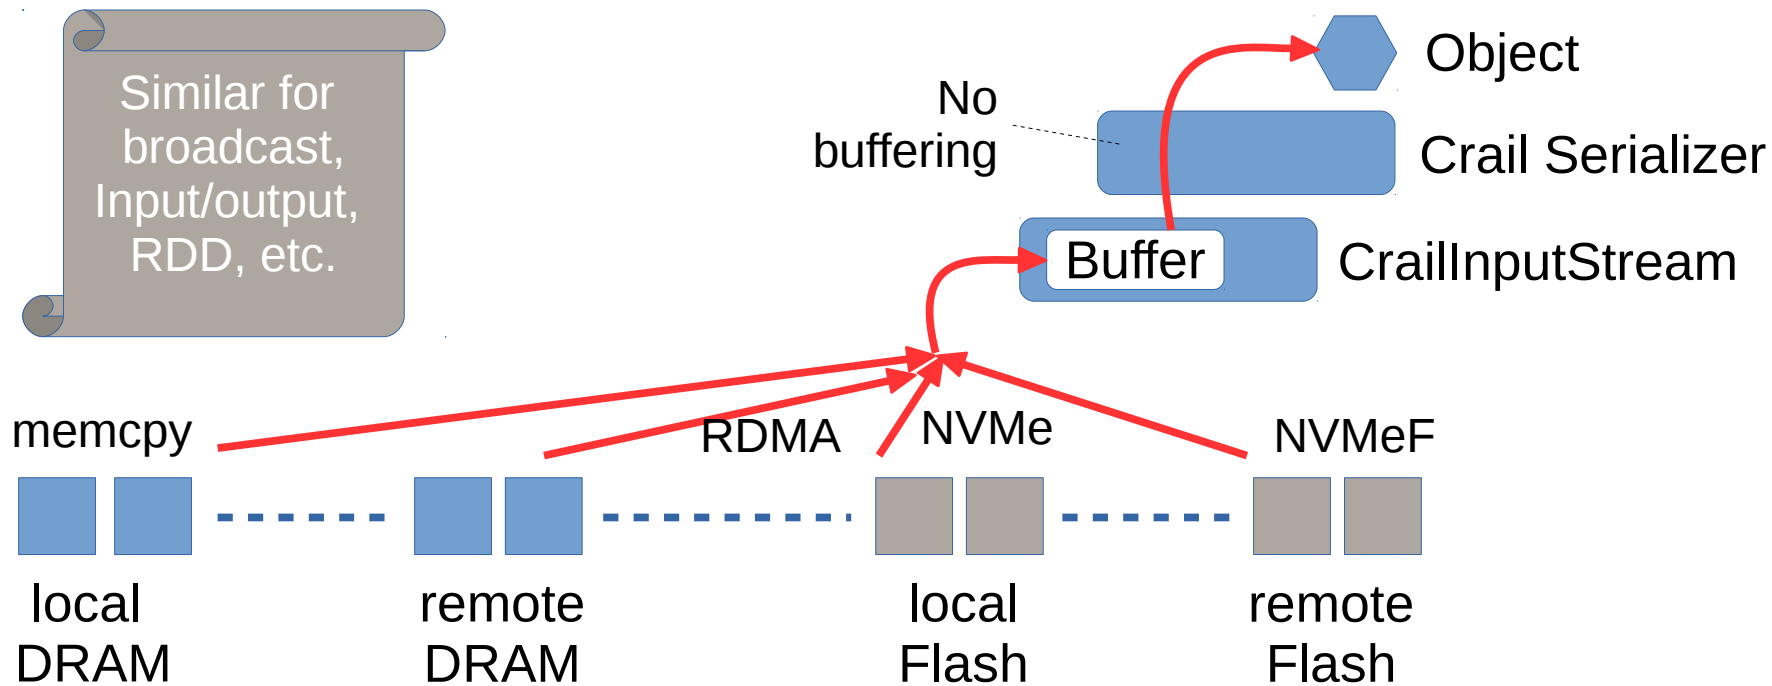 Similar for
broadcast,
Input/output,
RDD, etc.
Object
No
buffering
Crail Serializer
Buffer
CrailInputStream
memcpy
RDMA
NVMe
NVMeF
local
DRAM
remote
DRAM
local
Flash
remote
Flash